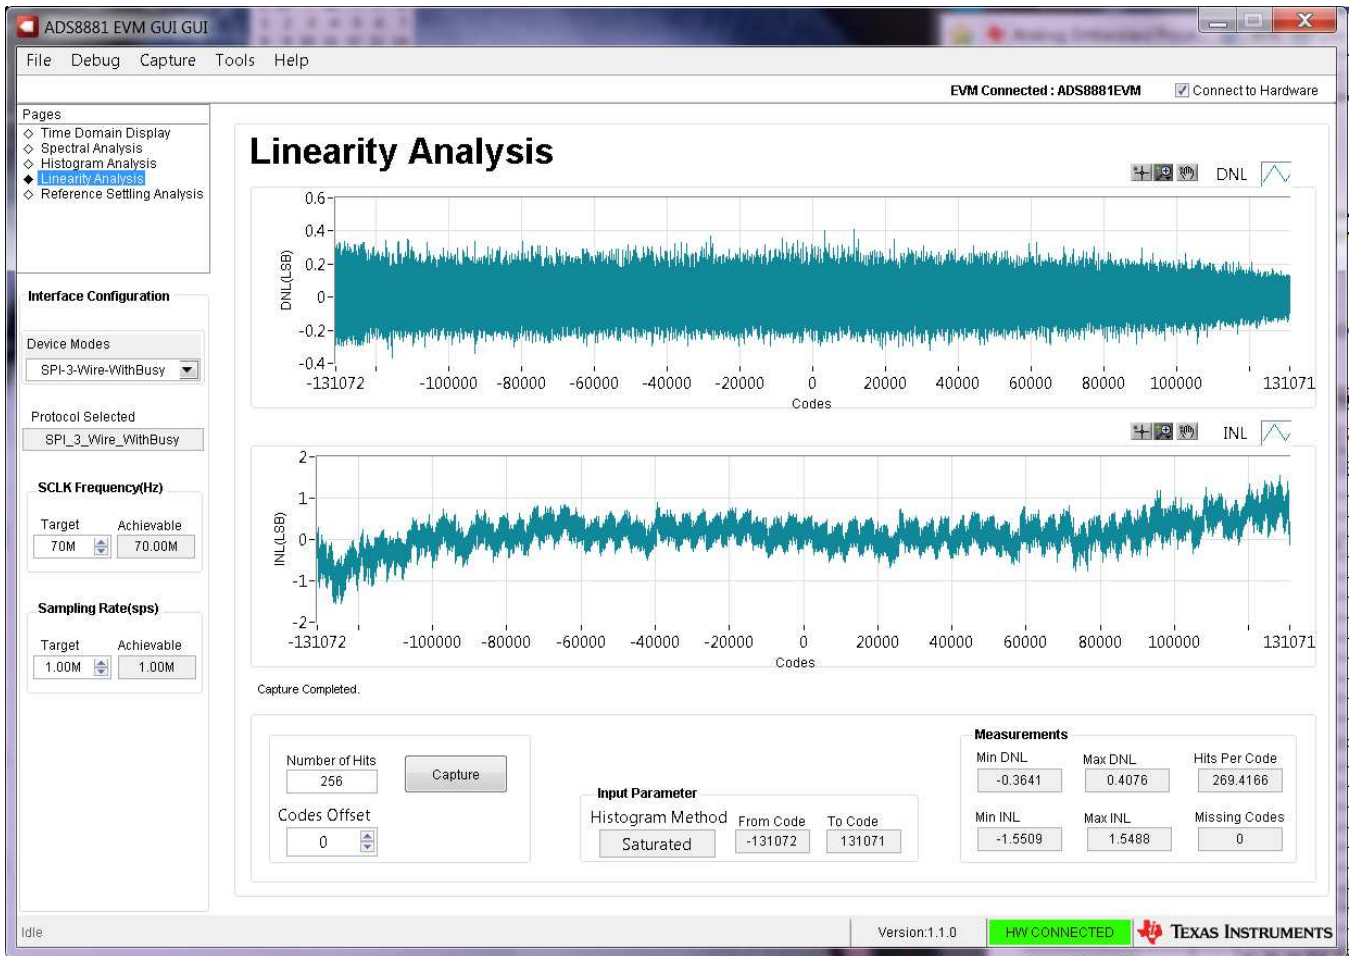 ADS8881 EVM GUI GUI
File Debug Capture Tools Help
EVM Connected : ADS8881EVM Connect to Hardware
Pages
Time Domain Display
Spectral Analysis
Histogram Analysis
Linearity Analysis
Reference Settling Analysis
Interface Configuration
Device Modes
SPI-3-Wire-WithBusy
Protocol Selected
SPI_3_Wire_WithBusy
SCLK Frequency(Hz)
Target Achievable
70M 70.00M
Sampling Rate(sps)
Target Achievable
1.00M 1.00M
Linearity Analysis
DNL
0.6
0.4
0.2
0
-0.2
-0.4
DNL(LSB)
-131072 -100000 -80000 -60000 -40000 -20000 0 20000 40000 60000 80000 100000 131071
Codes
INL
2
1
0
-1
-2
INL(LSB)
-131072 -100000 -80000 -60000 -40000 -20000 0 20000 40000 60000 80000 100000 131071
Codes
Capture Completed.
Number of Hits
256
Capture
Codes Offset
0
Input Parameter
Histogram Method From Code To Code
Saturated -131072 131071
Measurements
Min DNL Max DNL Hits Per Code
-0.3641 0.4076 269.4166
Min INL Max INL Missing Codes
-1.5509 1.5488 0
Idle
Version:1.1.0 HW CONNECTED TEXAS INSTRUMENTS